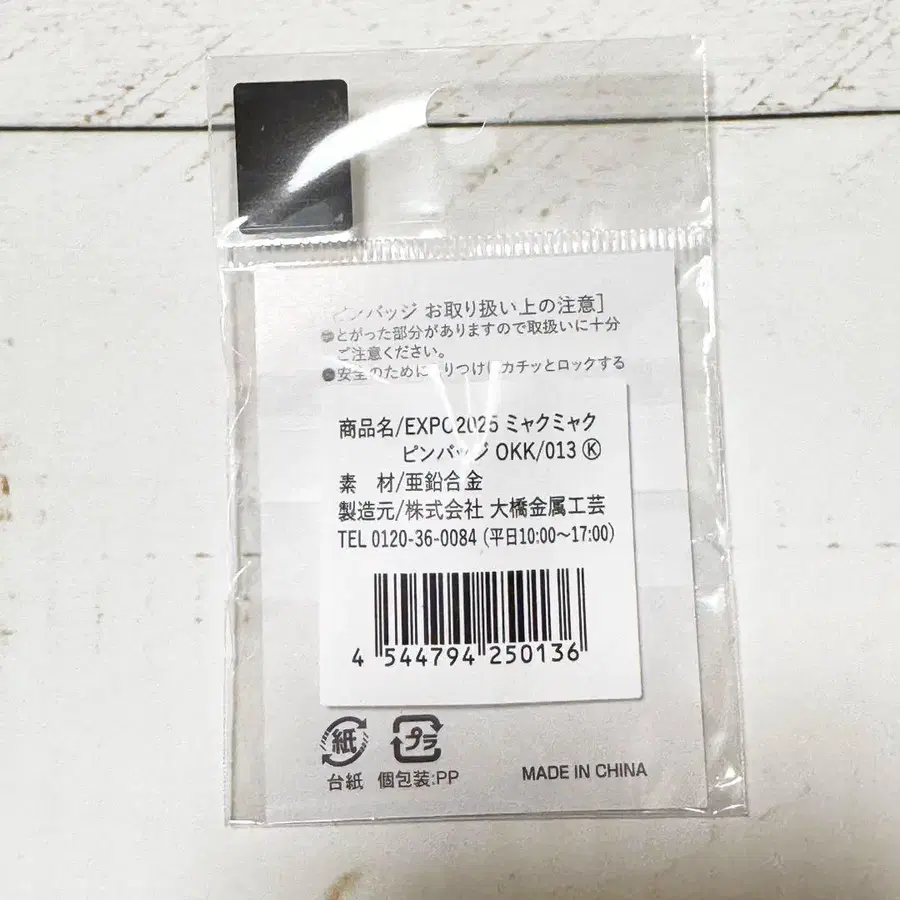 ピンバッジ お取り扱い上の注意]
●とがった部分がありますので取扱いに十分
ご注意ください。
●安全のために とりつけ カチッとロックする
商品名/EXPO2025 ミャクミャク
ピンバッジ OKK/013 Ⓚ
素 材/亜鉛合金
製造元/株式会社 大橋金属工芸
TEL 0120-36-0084 (平日10:00～17:00)
4 544794 250136
紙 プラ
台紙 個包装:PP
MADE IN CHINA